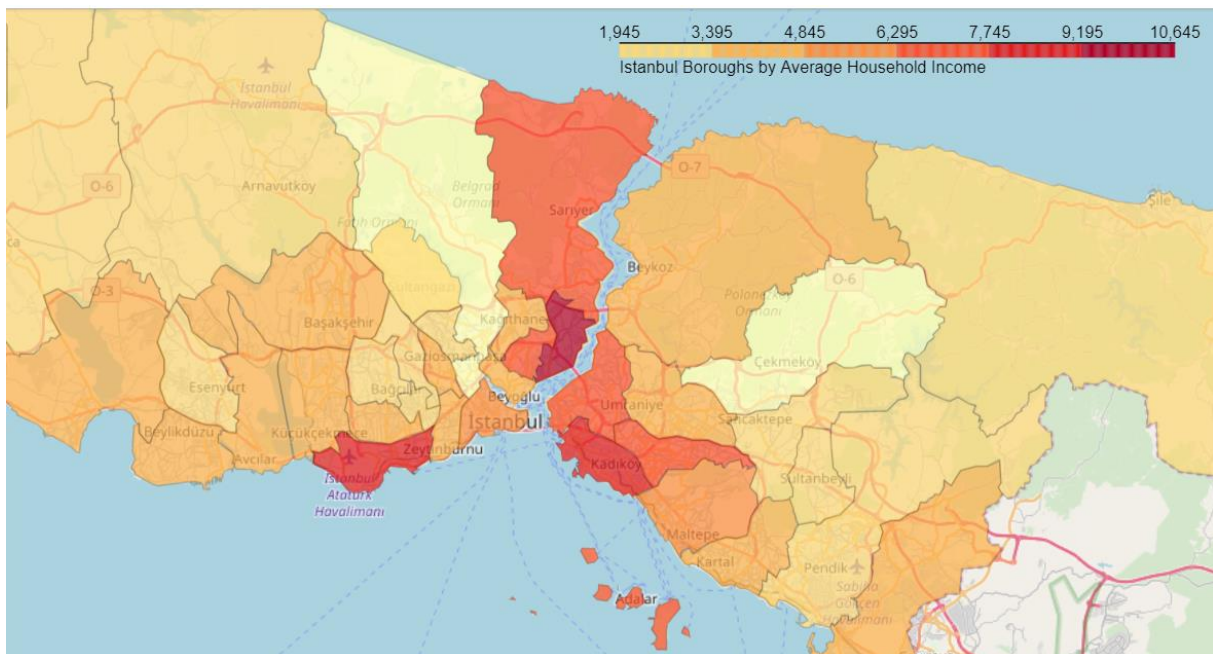 1,945 3,395 4,845 6,295 7,745 9,195 10,645
Istanbul Boroughs by Average Household Income
İstanbul
Havalimanı
O-7
O-6
Arnavutköy
Belgrad
Ormanı
Fatih Ormanı
Şile
Sarıyer
ca
Beykoz
O-6
O-3
Sultangazi
Polonezköy
Ormanı
Başakşehir
Kağıthane
Gaziosmanpaşa
Çekmeköy
Esenyurt
Bağcılar
Beyoğlu
Ümraniye
İstanbul
Sancaktepe
Beylikdüzü
Küçükçekmece
Avcılar
Zeytinburnu
Kadıköy
Sultanbeyli
İstanbul
Atatürk
Havalimanı
Maltepe
Kartal
Pendik
Sabiha
Gökçen
Havalimanı
Adalar